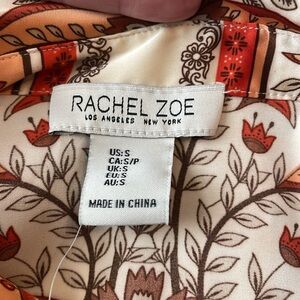 RACHEL ZOE
LOS ANGELES NEW YORK
US:S
CA:S/P
UK:S
EU:S
AU:S
MADE IN CHINA